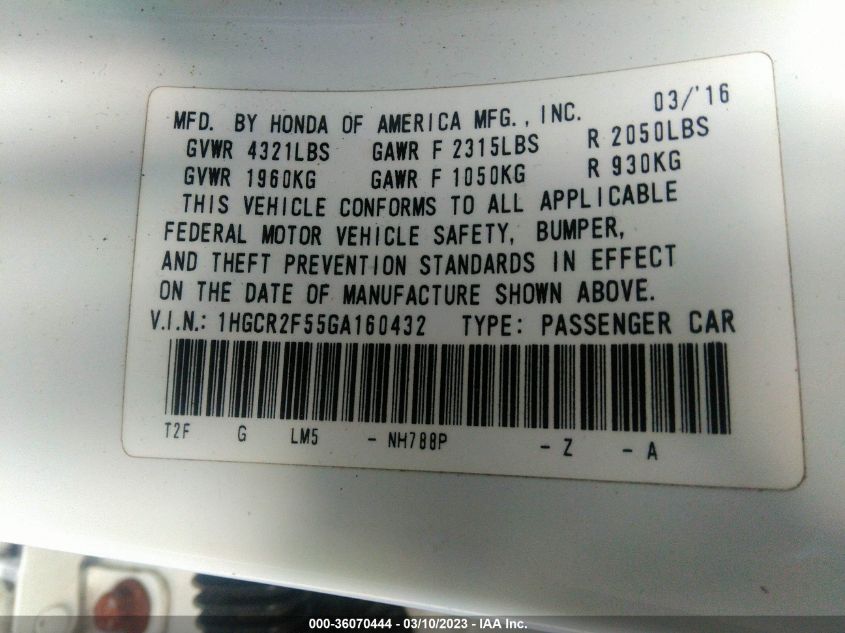 MFD. BY HONDA OF AMERICA MFG., INC. 03/'16
GVWR 4321LBS GAWR F 2315LBS R 2050LBS
GVWR 1960KG GAWR F 1050KG R 930KG
THIS VEHICLE CONFORMS TO ALL APPLICABLE
FEDERAL MOTOR VEHICLE SAFETY, BUMPER,
AND THEFT PREVENTION STANDARDS IN EFFECT
ON THE DATE OF MANUFACTURE SHOWN ABOVE.
V.I.N.: 1HGCR2F55GA160432 TYPE: PASSENGER CAR
T2F G LM5 - NH788P - Z - A
000-36070444 - 03/10/2023 - IAA Inc.